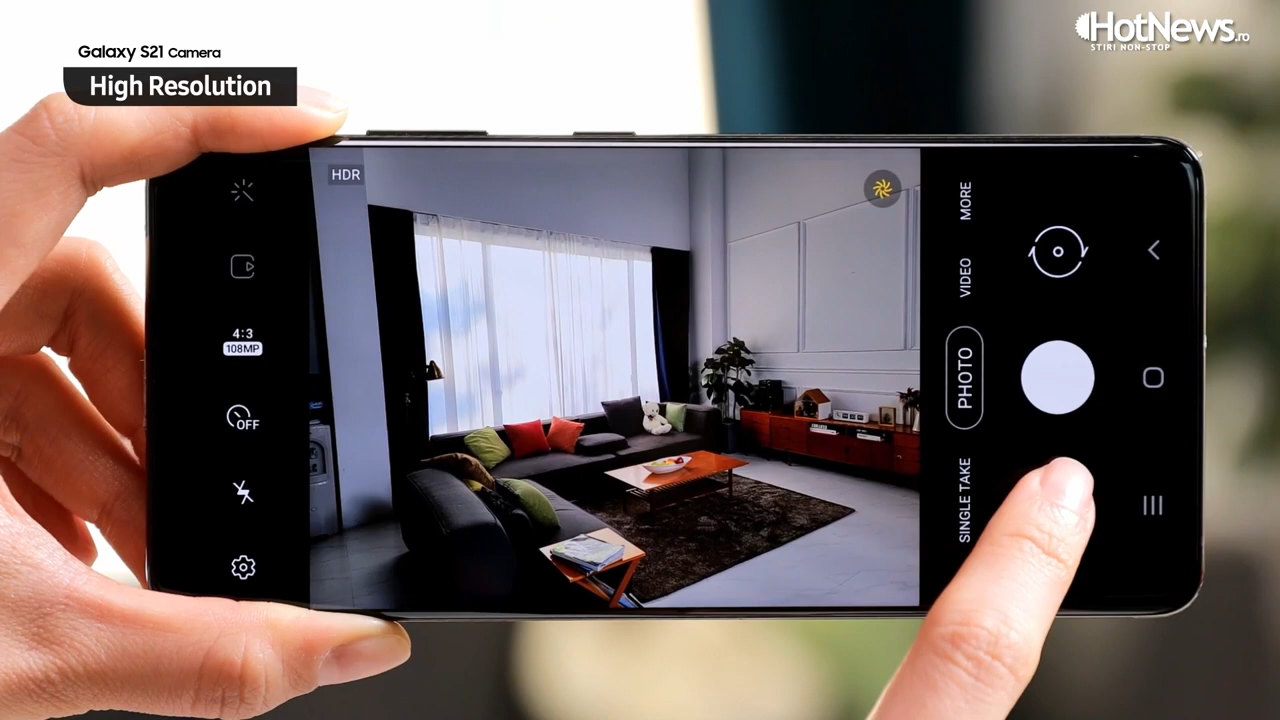 Galaxy S21 Camera
High Resolution
HotNews.ro
STIRI NON-STOP
HDR
4:3
108MP
OFF
MORE
VIDEO
PHOTO
SINGLE TAKE